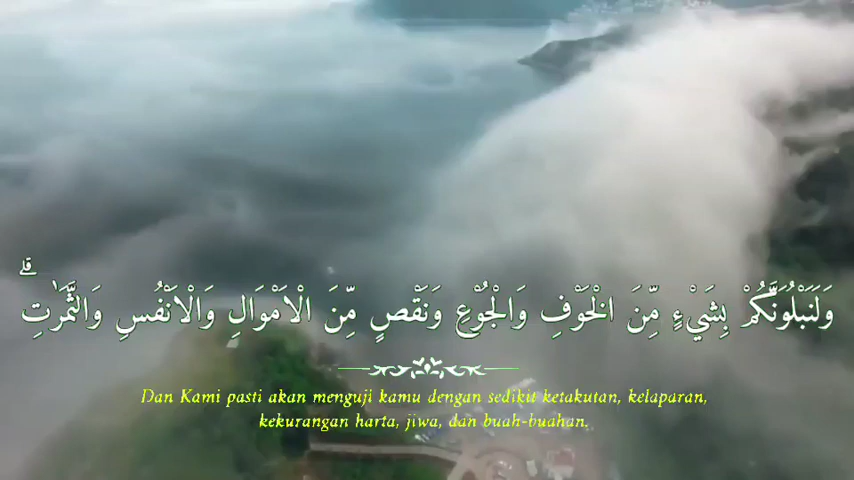 وَلَنَبْلُوَنَّكُمْ بِشَيْءٍ مِّنَ الْخَوْفِ وَالْجُوْعِ وَنَقْصٍ مِّنَ الْاَمْوَالِ وَالْاَنْفُسِ وَالثَّمَرٰتِۗ
Dan Kami pasti akan menguji kamu dengan sedikit ketakutan, kelaparan,
kekurangan harta, jiwa, dan buah-buahan.